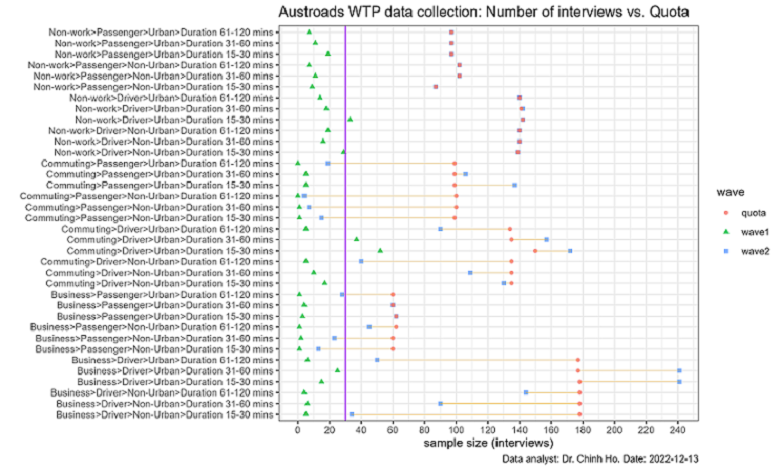 Austroads WTP data collection: Number of interviews vs. Quota
Non-work>Passenger>Urban>Duration 61-120 mins
Non-work>Passenger>Urban>Duration 31-60 mins
Non-work>Passenger>Urban>Duration 15-30 mins
Non-work>Passenger>Non-Urban>Duration 61-120 mins
Non-work>Passenger>Non-Urban>Duration 31-60 mins
Non-work>Passenger>Non-Urban>Duration 15-30 mins
Non-work>Driver>Urban>Duration 61-120 mins
Non-work>Driver>Urban>Duration 31-60 mins
Non-work>Driver>Urban>Duration 15-30 mins
Non-work>Driver>Non-Urban>Duration 61-120 mins
Non-work>Driver>Non-Urban>Duration 31-60 mins
Non-work>Driver>Non-Urban>Duration 15-30 mins
Commuting>Passenger>Urban>Duration 61-120 mins
Commuting>Passenger>Urban>Duration 31-60 mins
Commuting>Passenger>Urban>Duration 15-30 mins
Commuting>Passenger>Non-Urban>Duration 61-120 mins
Commuting>Passenger>Non-Urban>Duration 31-60 mins
Commuting>Passenger>Non-Urban>Duration 15-30 mins
Commuting>Driver>Urban>Duration 61-120 mins
Commuting>Driver>Urban>Duration 31-60 mins
Commuting>Driver>Urban>Duration 15-30 mins
Commuting>Driver>Non-Urban>Duration 61-120 mins
Commuting>Driver>Non-Urban>Duration 31-60 mins
Commuting>Driver>Non-Urban>Duration 15-30 mins
Business>Passenger>Urban>Duration 61-120 mins
Business>Passenger>Urban>Duration 31-60 mins
Business>Passenger>Urban>Duration 15-30 mins
Business>Passenger>Non-Urban>Duration 61-120 mins
Business>Passenger>Non-Urban>Duration 31-60 mins
Business>Passenger>Non-Urban>Duration 15-30 mins
Business>Driver>Urban>Duration 61-120 mins
Business>Driver>Urban>Duration 31-60 mins
Business>Driver>Urban>Duration 15-30 mins
Business>Driver>Non-Urban>Duration 61-120 mins
Business>Driver>Non-Urban>Duration 31-60 mins
Business>Driver>Non-Urban>Duration 15-30 mins
0 20 40 60 80 100 120 140 160 180 200 220 240
sample size (interviews)
Data analyst: Dr. Chinh Ho. Date: 2022-12-13
wave
quota
wave1
wave2